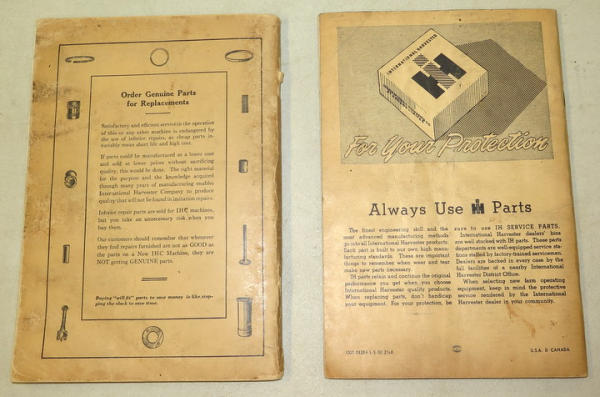 Order Genuine Parts
for Replacements
Satisfactory and efficient service in the operation
of this or any other machine is endangered by the
use of inferior repairs, as cheap parts in-
variably mean short life and high cost.
If parts could be manufactured at a lower cost
and sold at lower prices without sacrificing
quality, this would be done. The right material
for the purpose and the knowledge acquired
through many years of manufacturing enables
International Harvester Company to produce
quality that will not be found in imitation repairs.
Inferior repair parts are sold for IHC machines,
but you take an unnecessary risk when you
buy them.
Our customers should remember that whenever
they find repairs furnished are not as GOOD as
the parts on a New IHC Machine, they are
NOT getting GENUINE parts.
Buying "will fit" parts to save money is like stop-
ping the clock to save time.
INTERNATIONAL HARVESTER
IH
For Your Protection
Always Use IH Parts
The finest engineering skill and the
most advanced manufacturing methods
go into all International Harvester products.
Each part is built to our own, high manu-
facturing standards. These are important
things to remember when wear and tear
make new parts necessary.
IH parts retain and continue the original
performance you get when you choose
International Harvester quality products.
When replacing parts, don't handicap
your equipment. For your protection, be
sure to use IH SERVICE PARTS.
International Harvester dealers' bins
are well stocked with IH parts. These parts
departments are well-equipped service sta-
tions staffed by factory-trained servicemen.
Dealers are backed in every case by the
full facilities of a nearby International
Harvester District Office.
When selecting new farm operating
equipment, keep in mind the protective
service rendered by the International
Harvester dealer in your community.
U.S.A. & CANADA